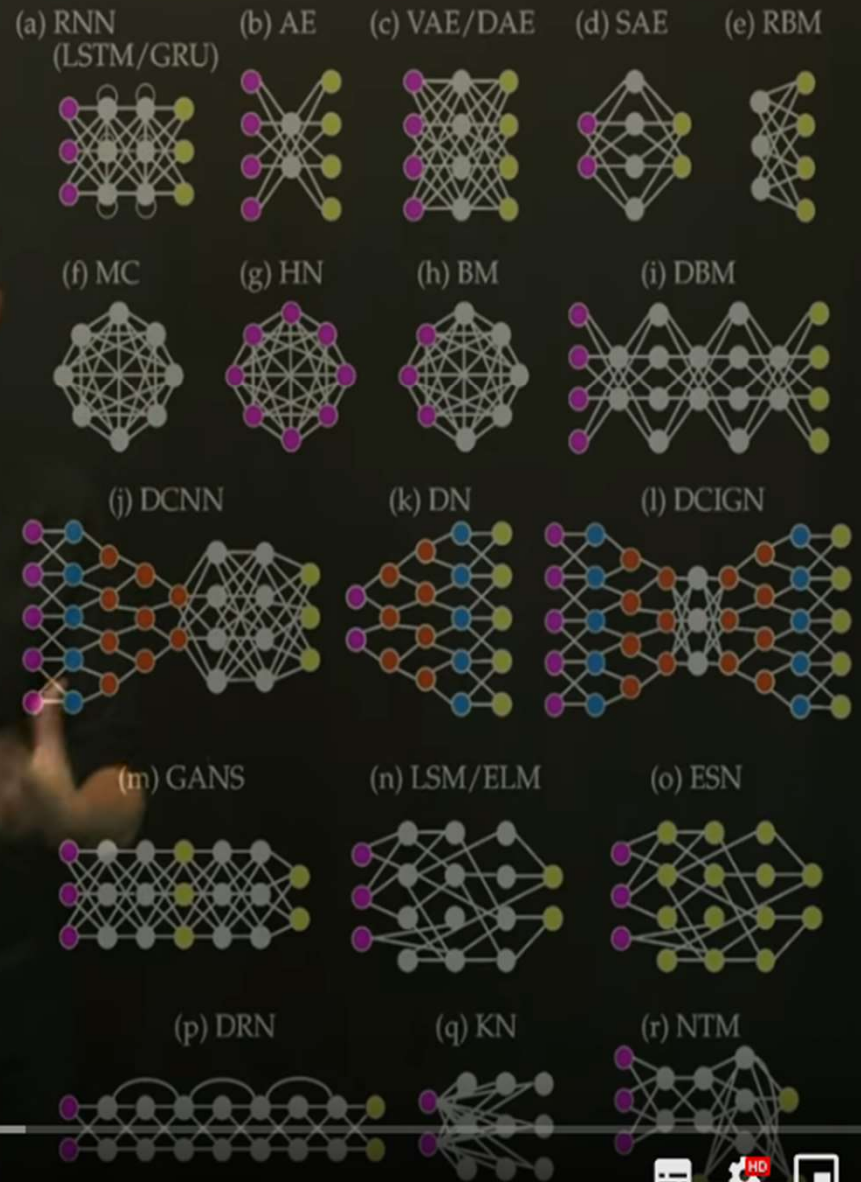 (a) RNN
(LSTM/GRU)
(b) AE
(c) VAE/DAE
(d) SAE
(e) RBM
(f) MC
(g) HN
(h) BM
(i) DBM
(j) DCNN
(k) DN
(l) DCIGN
(m) GANS
(n) LSM/ELM
(o) ESN
(p) DRN
(q) KN
(r) NTM
HD